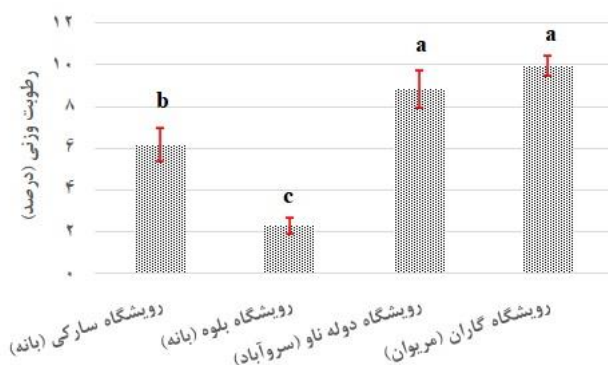 رطوبت وزنی (درصد)
۱۲
۱۰
۸
۶
۴
۲
۰
b
c
a
a
رویشگاه سارکی (بانه)
رویشگاه بلوه (بانه)
رویشگاه دوله ناو (سروآباد)
رویشگاه گاران (مریوان)